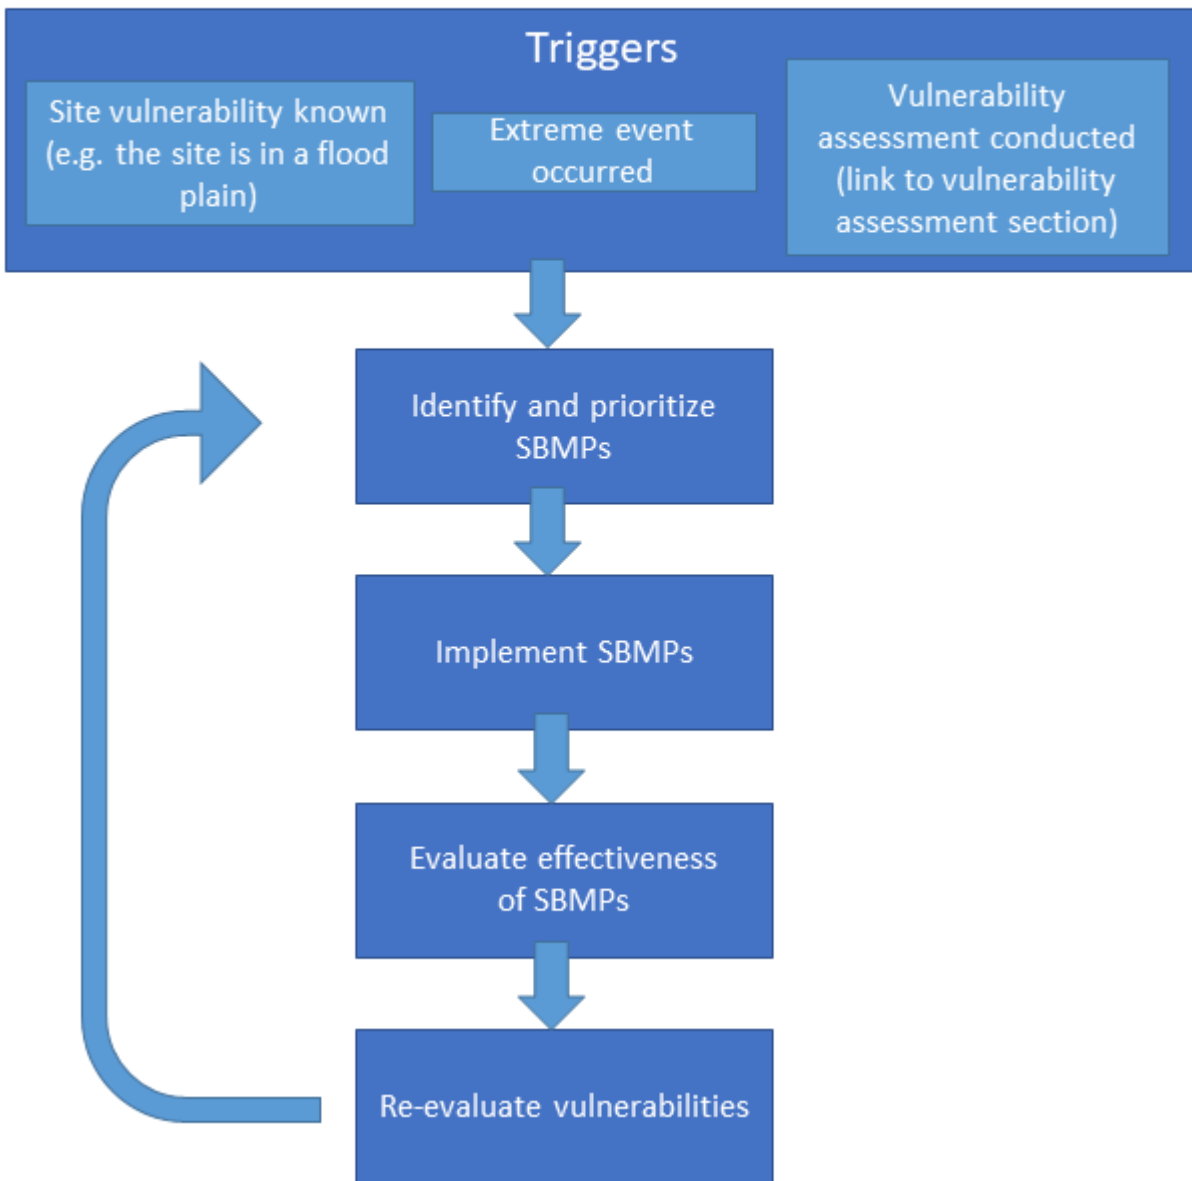 Triggers
Site vulnerability known
(e.g. the site is in a flood
plain)
Extreme event
occurred
Vulnerability
assessment conducted
(link to vulnerability
assessment section)
Identify and prioritize
SBMPs
Implement SBMPs
Evaluate effectiveness
of SBMPs
Re-evaluate vulnerabilities